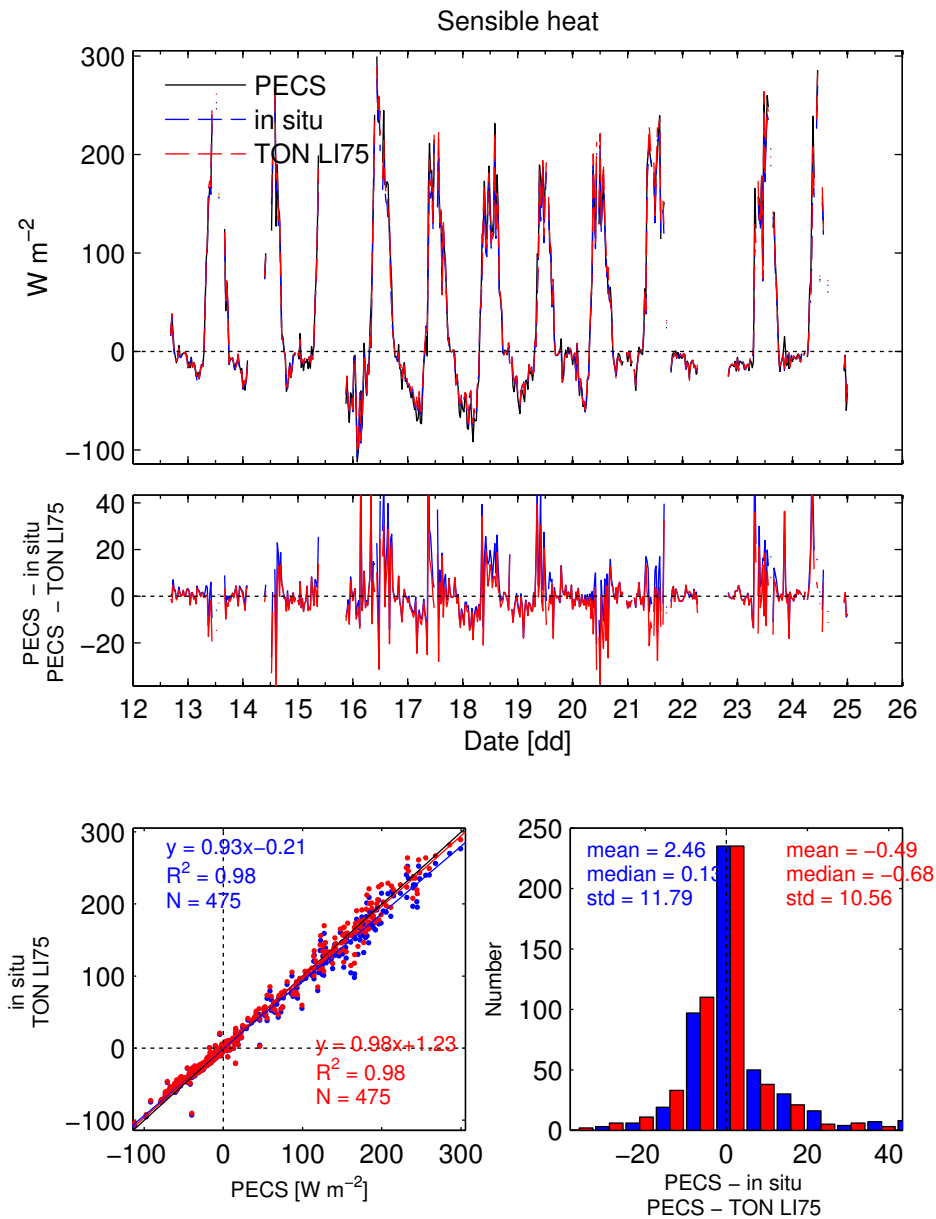 Sensible heat
300
200
100
0
−100
W m−2
PECS
in situ
TON LI75
40
20
0
−20
PECS − in situ
PECS − TON LI75
12 13 14 15 16 17 18 19 20 21 22 23 24 25 26
Date [dd]
300
200
100
0
−100
in situ
TON LI75
y = 0.93x−0.21
R2 = 0.98
N = 475
y = 0.98x+1.23
R2 = 0.98
N = 475
−100 0 100 200 300
PECS [W m−2]
250
200
150
100
50
0
Number
mean = 2.46
median = 0.13
std = 11.79
mean = −0.49
median = −0.68
std = 10.56
−20 0 20 40
PECS − in situ
PECS − TON LI75